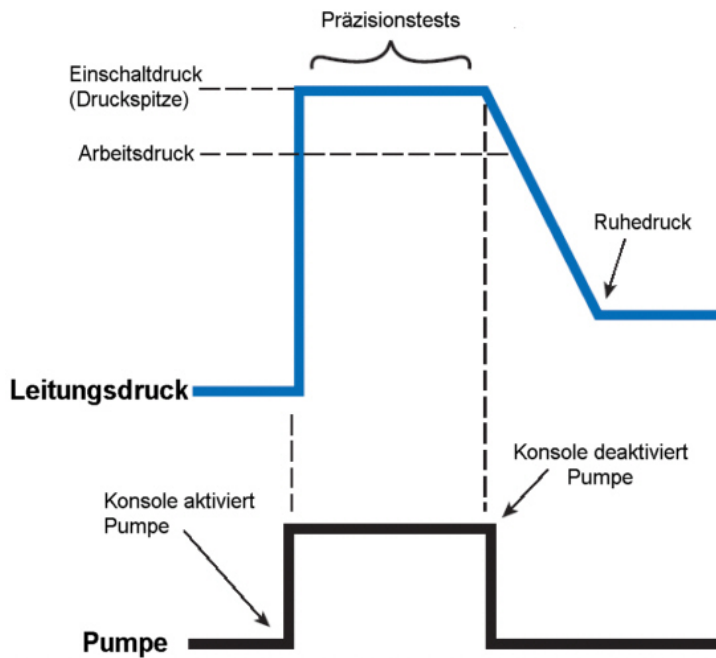 Präzisionstests
Einschaltdruck
(Druckspitze)
Arbeitsdruck
Ruhedruck
Leitungsdruck
Konsole deaktiviert
Pumpe
Konsole aktiviert
Pumpe
Pumpe